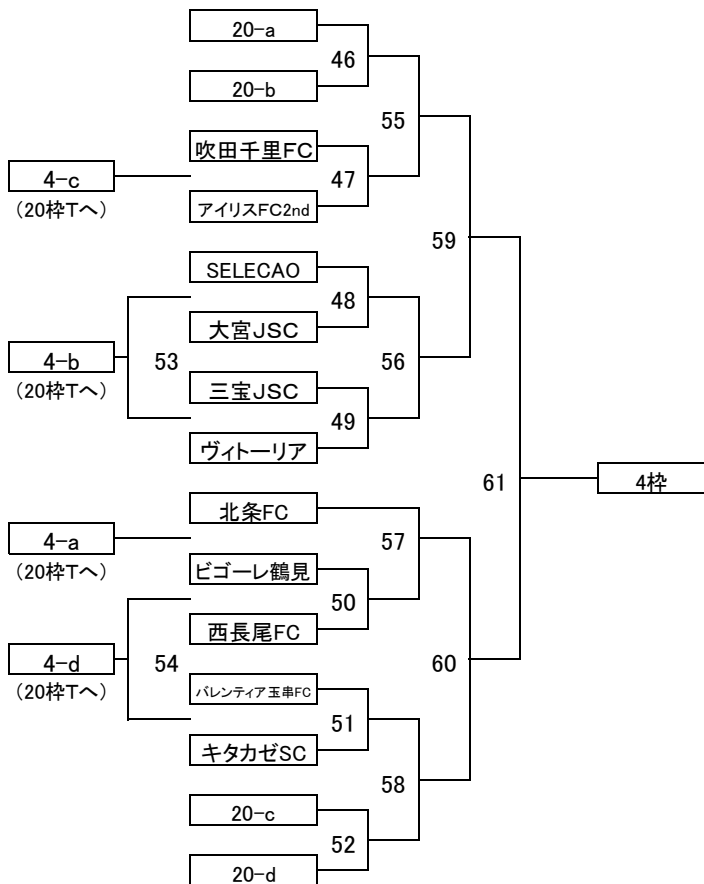 20-a
46
20-b
55
吹田千里FC
4-c
47
(20枠Tへ)
アイリスFC2nd
59
SELECAO
48
大宮JSC
4-b
53
56
(20枠Tへ)
三宝JSC
49
ヴィトーリア
61
4枠
北条FC
4-a
57
(20枠Tへ)
ビゴーレ鶴見
50
西長尾FC
4-d
54
60
(20枠Tへ)
バレンティア玉串FC
51
キタカゼSC
58
20-c
52
20-d